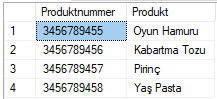 Produktnummer Produkt
1 3456789455 Oyun Hamuru
2 3456789456 Kabartma Tozu
3 3456789457 Pirinç
4 3456789458 Yaş Pasta